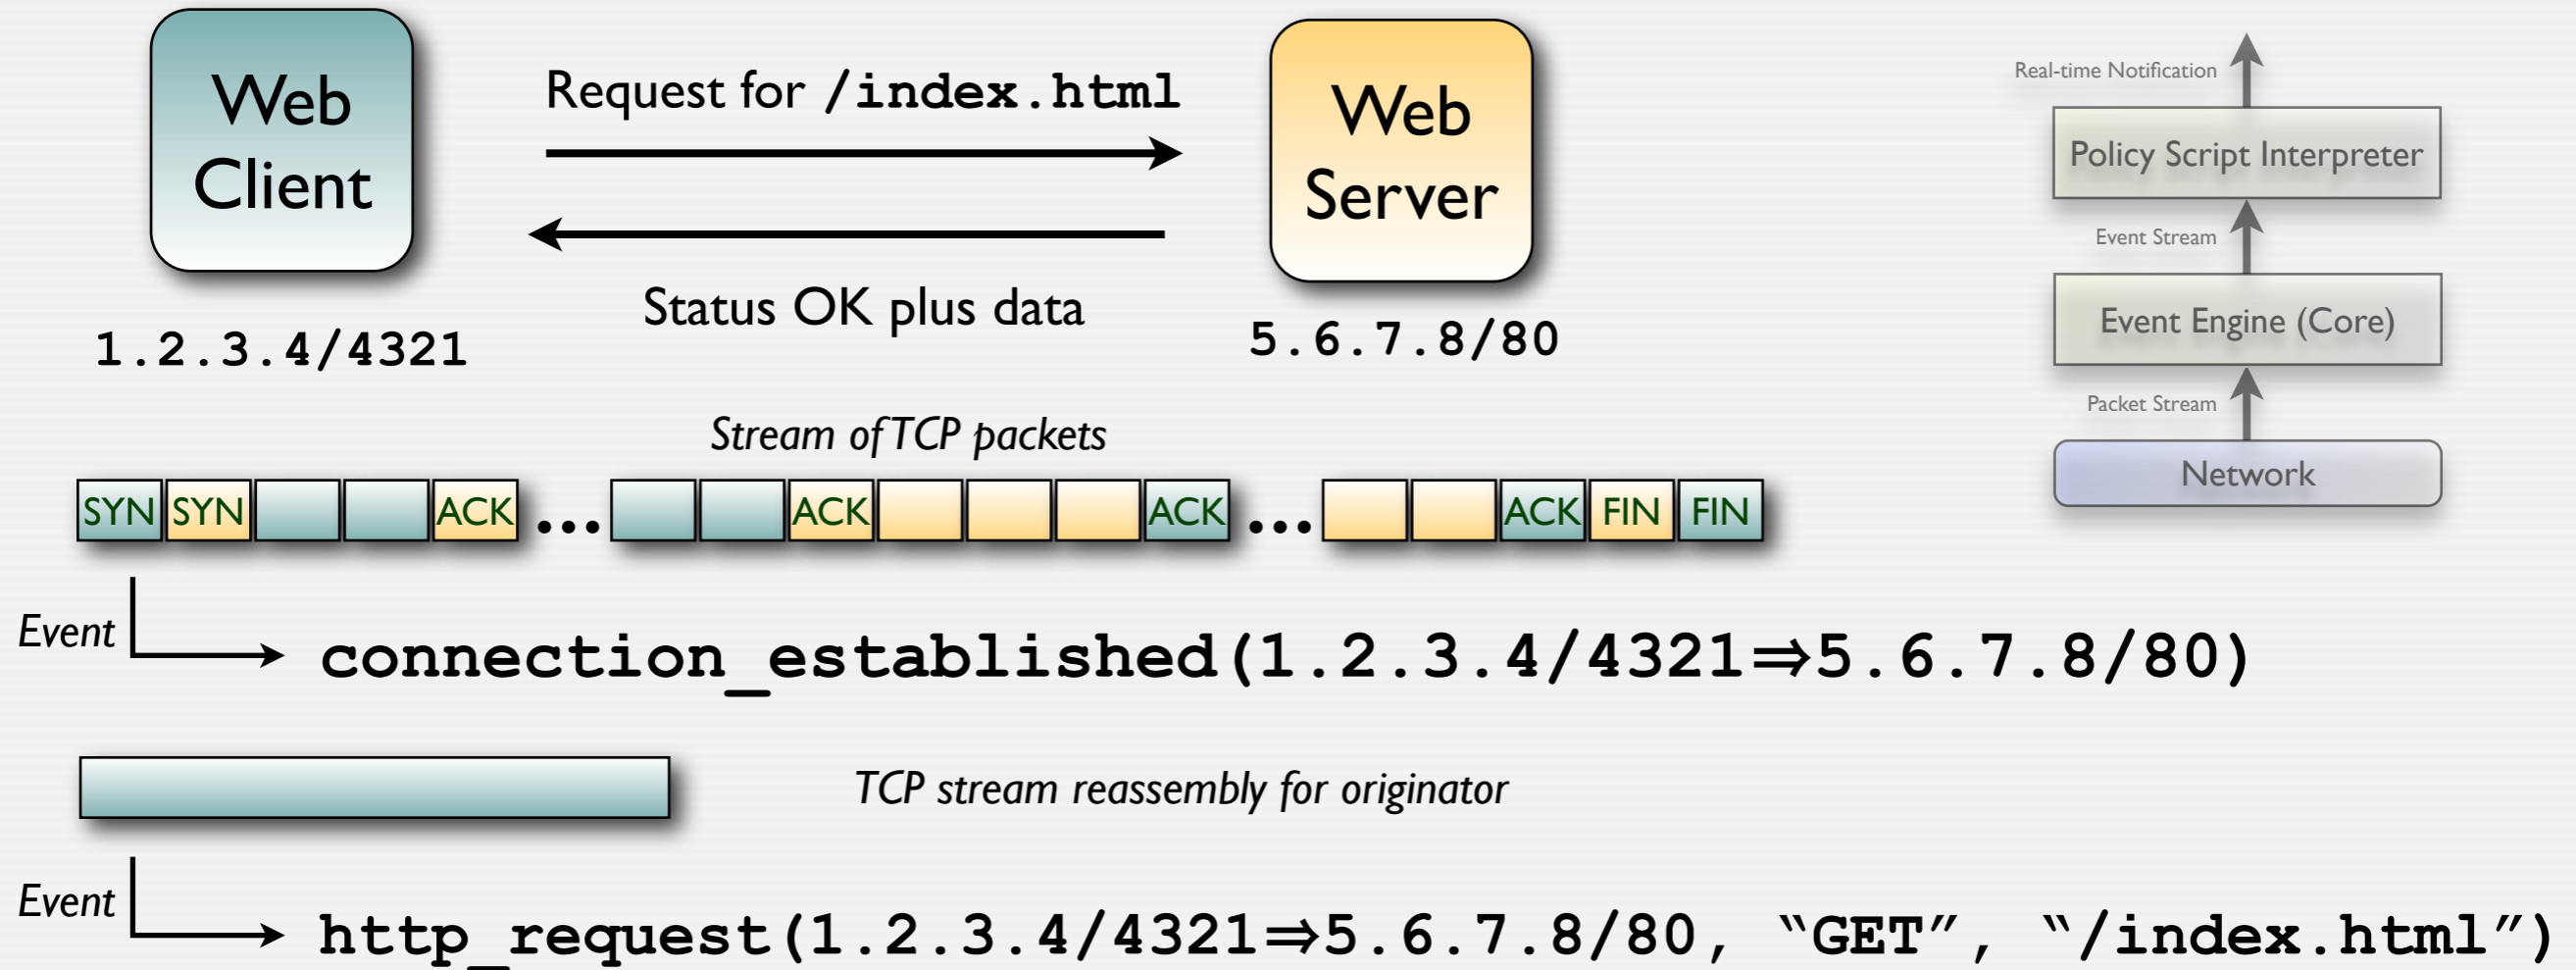 Web
Client
Request for /index.html
Status OK plus data
Web
Server
1.2.3.4/4321
5.6.7.8/80
Real-time Notification
Policy Script Interpreter
Event Stream
Event Engine (Core)
Packet Stream
Network
Stream of TCP packets
SYN SYN ACK ... ACK ACK ... ACK FIN FIN
Event
connection_established(1.2.3.4/4321⇒5.6.7.8/80)
TCP stream reassembly for originator
Event
http_request(1.2.3.4/4321⇒5.6.7.8/80, “GET”, “/index.html”)